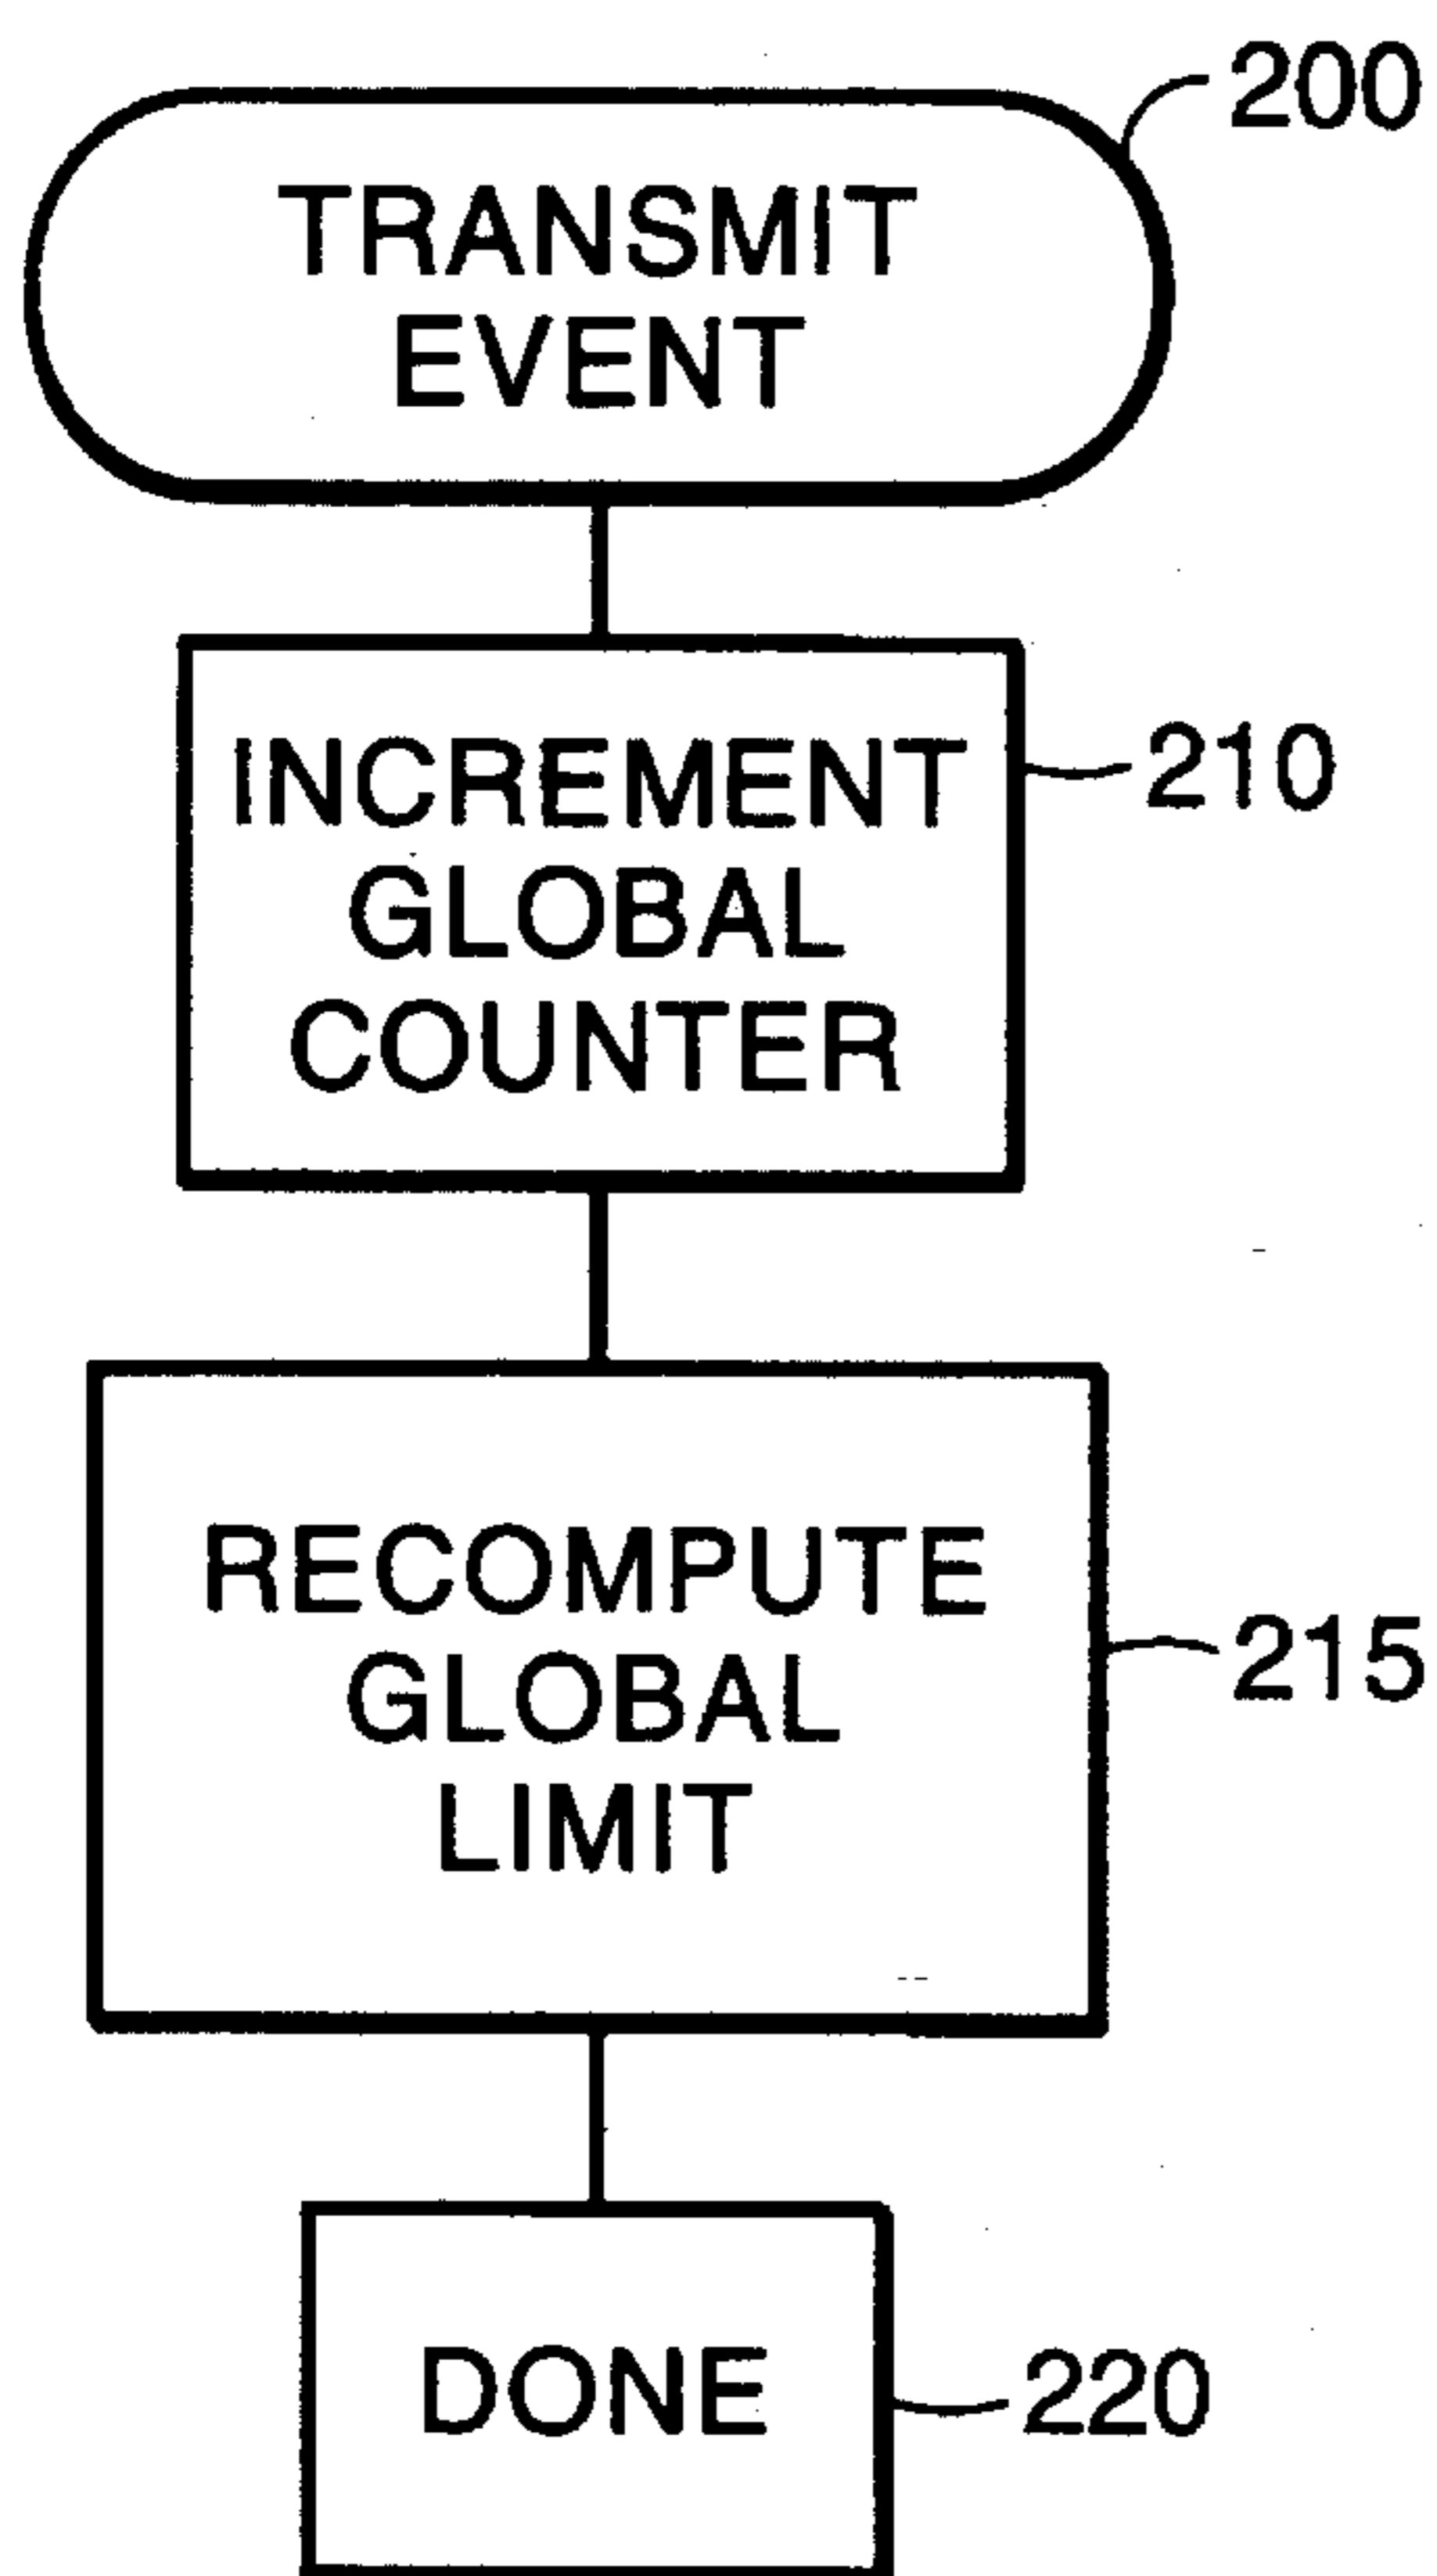 200
TRANSMIT
EVENT
INCREMENT
GLOBAL
COUNTER
210
RECOMPUTE
GLOBAL
LIMIT
215
DONE
220